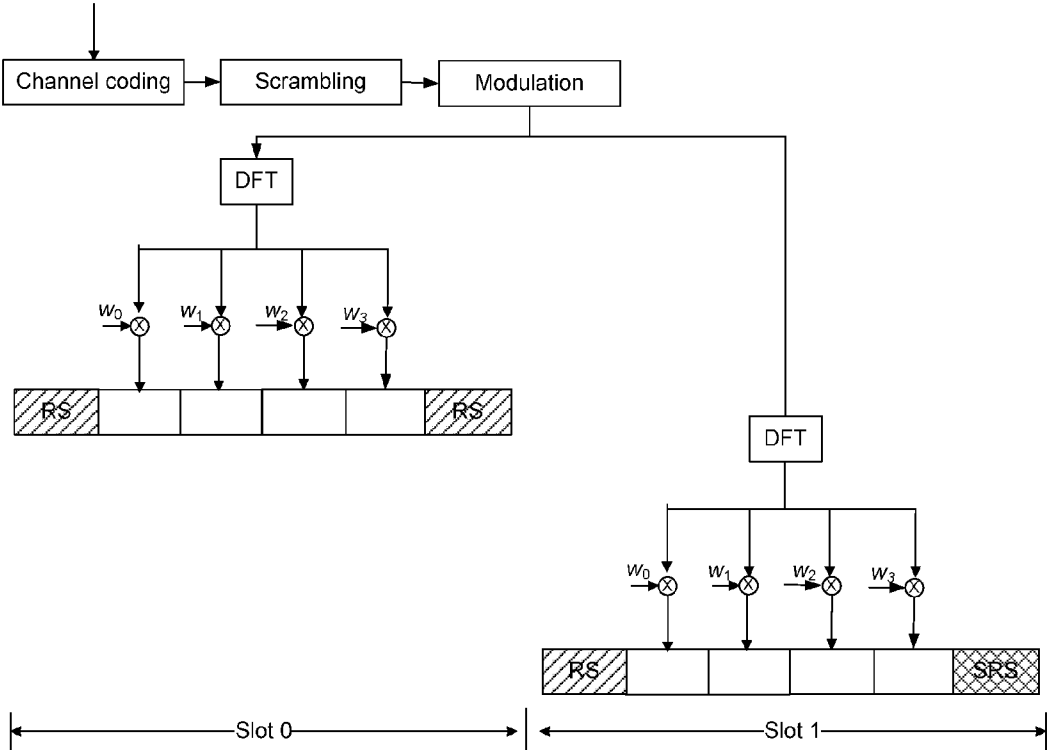 Channel coding
Scrambling
Modulation
DFT
w0
w1
w2
w3
RS
RS
DFT
w0
w1
w2
w3
RS
SRS
Slot 0
Slot 1